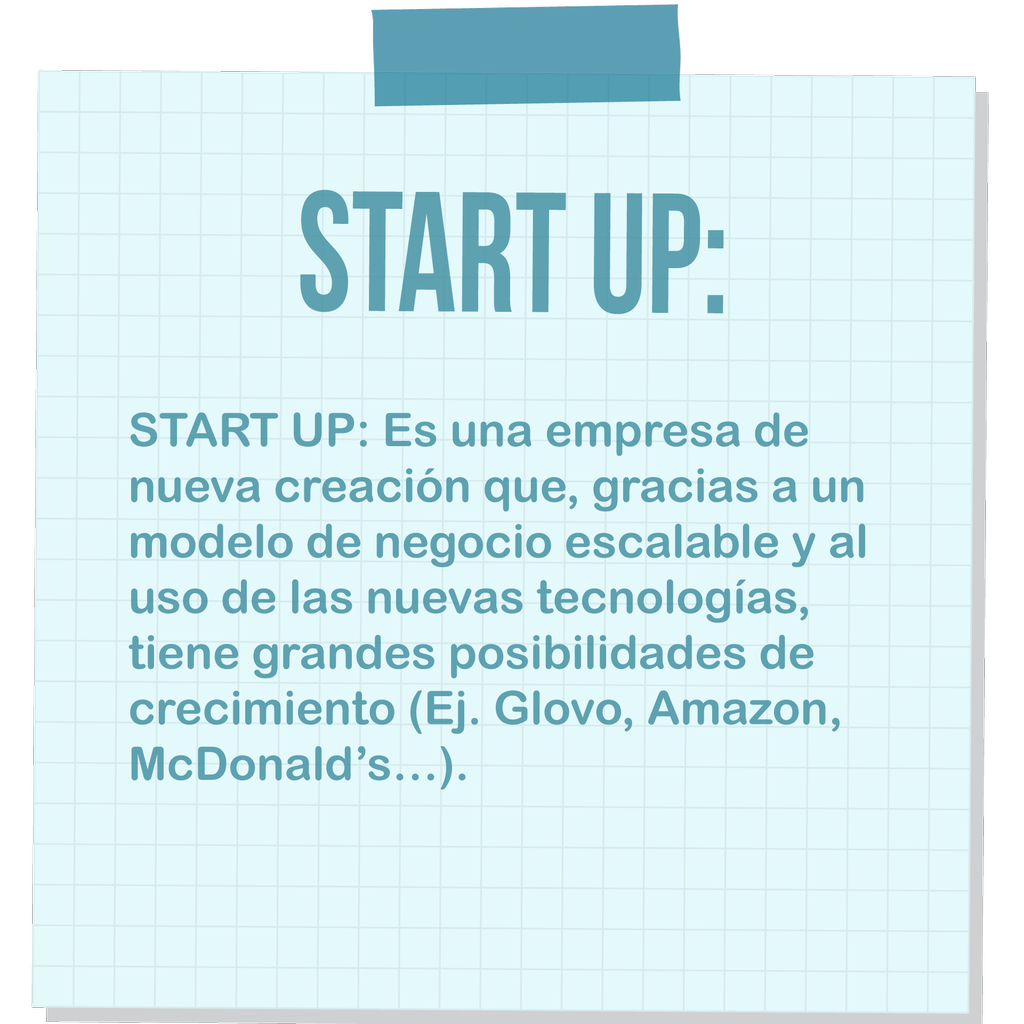 START UP:
START UP: Es una empresa de
nueva creación que, gracias a un
modelo de negocio escalable y al
uso de las nuevas tecnologías,
tiene grandes posibilidades de
crecimiento (Ej. Glovo, Amazon,
McDonald’s...).